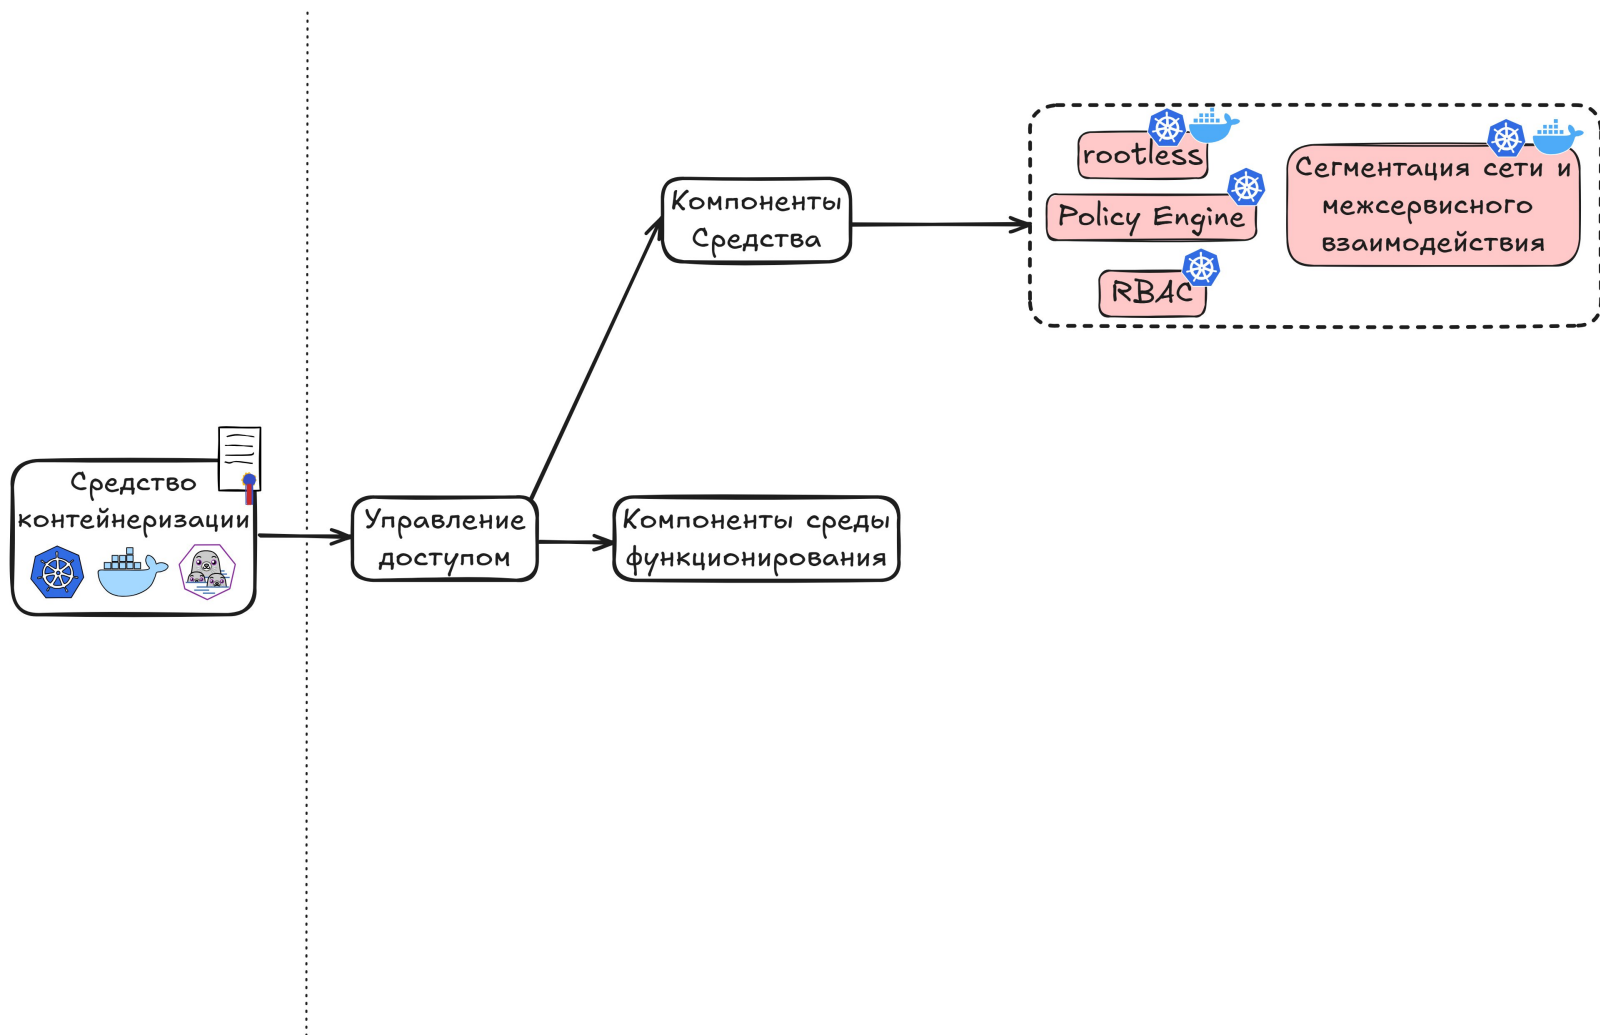 Средство
контейнеризации
Управление
доступом
Компоненты
Средства
Компоненты среды
функционирования
rootless
Policy Engine
RBAC
Сегментация сети и
межсервисного
взаимодействия